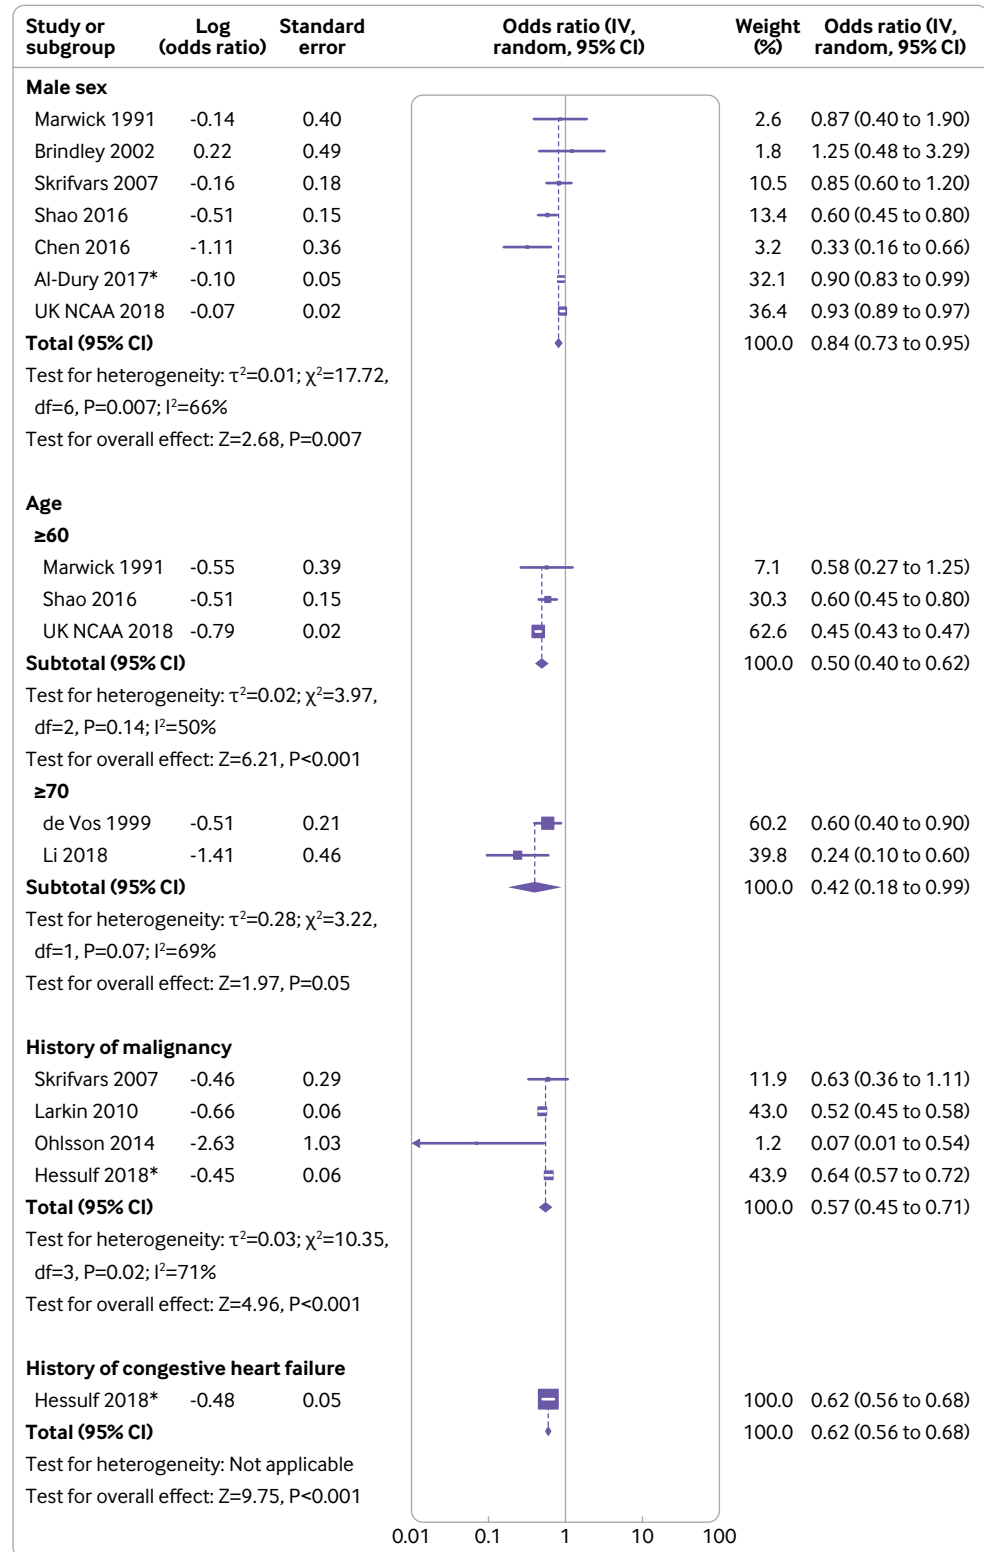 Study or subgroup Log (odds ratio) Standard error Odds ratio (IV, random, 95% CI) Weight (%) Odds ratio (IV, random, 95% CI)
Male sex
Marwick 1991 -0.14 0.40 2.6 0.87 (0.40 to 1.90)
Brindley 2002 0.22 0.49 1.8 1.25 (0.48 to 3.29)
Skrifvars 2007 -0.16 0.18 10.5 0.85 (0.60 to 1.20)
Shao 2016 -0.51 0.15 13.4 0.60 (0.45 to 0.80)
Chen 2016 -1.11 0.36 3.2 0.33 (0.16 to 0.66)
Al-Dury 2017* -0.10 0.05 32.1 0.90 (0.83 to 0.99)
UK NCAA 2018 -0.07 0.02 36.4 0.93 (0.89 to 0.97)
Total (95% CI) 100.0 0.84 (0.73 to 0.95)
Test for heterogeneity: τ²=0.01; χ²=17.72,
df=6, P=0.007; I²=66%
Test for overall effect: Z=2.68, P=0.007
Age
≥60
Marwick 1991 -0.55 0.39 7.1 0.58 (0.27 to 1.25)
Shao 2016 -0.51 0.15 30.3 0.60 (0.45 to 0.80)
UK NCAA 2018 -0.79 0.02 62.6 0.45 (0.43 to 0.47)
Subtotal (95% CI) 100.0 0.50 (0.40 to 0.62)
Test for heterogeneity: τ²=0.02; χ²=3.97,
df=2, P=0.14; I²=50%
Test for overall effect: Z=6.21, P<0.001
≥70
de Vos 1999 -0.51 0.21 60.2 0.60 (0.40 to 0.90)
Li 2018 -1.41 0.46 39.8 0.24 (0.10 to 0.60)
Subtotal (95% CI) 100.0 0.42 (0.18 to 0.99)
Test for heterogeneity: τ²=0.28; χ²=3.22,
df=1, P=0.07; I²=69%
Test for overall effect: Z=1.97, P=0.05
History of malignancy
Skrifvars 2007 -0.46 0.29 11.9 0.63 (0.36 to 1.11)
Larkin 2010 -0.66 0.06 43.0 0.52 (0.45 to 0.58)
Ohlsson 2014 -2.63 1.03 1.2 0.07 (0.01 to 0.54)
Hessulf 2018* -0.45 0.06 43.9 0.64 (0.57 to 0.72)
Total (95% CI) 100.0 0.57 (0.45 to 0.71)
Test for heterogeneity: τ²=0.03; χ²=10.35,
df=3, P=0.02; I²=71%
Test for overall effect: Z=4.96, P<0.001
History of congestive heart failure
Hessulf 2018* -0.48 0.05 100.0 0.62 (0.56 to 0.68)
Total (95% CI) 100.0 0.62 (0.56 to 0.68)
Test for heterogeneity: Not applicable
Test for overall effect: Z=9.75, P<0.001
0.01 0.1 1 10 100